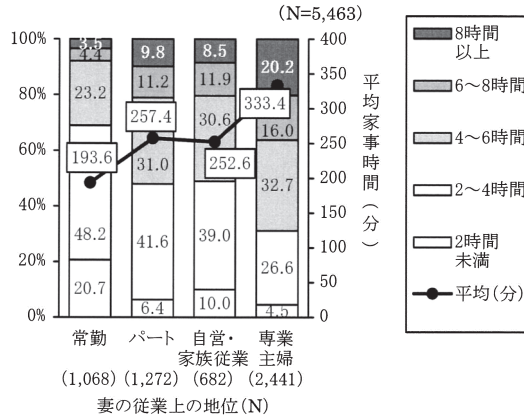 (N=5,463)
100%
80%
60%
40%
20%
0%
3.5
4.4
23.2
193.6
48.2
20.7
9.8
11.2
257.4
31.0
41.6
6.4
8.5
11.9
30.6
252.6
39.0
10.0
20.2
333.4
16.0
32.7
26.6
4.5
400
350
300
250
200
150
100
50
0
平均家事時間(分)
常勤
(1,068)
パート
(1,272)
自営・
家族従業
(682)
専業
主婦
(2,441)
妻の従業上の地位(N)
8時間
以上
6〜8時間
4〜6時間
2〜4時間
2時間
未満
平均(分)